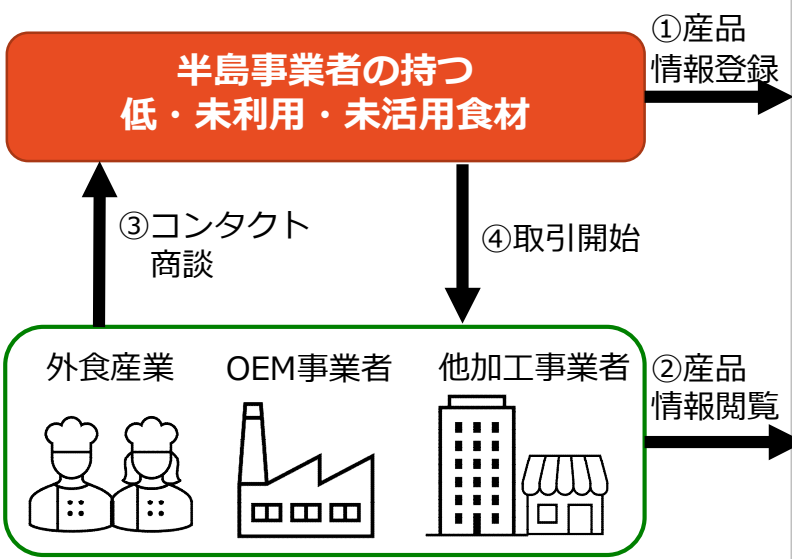 ①産品
情報登録
半島事業者の持つ
低・未利用・未活用食材
③コンタクト
商談
④取引開始
外食産業
OEM事業者
他加工事業者
②産品
情報閲覧